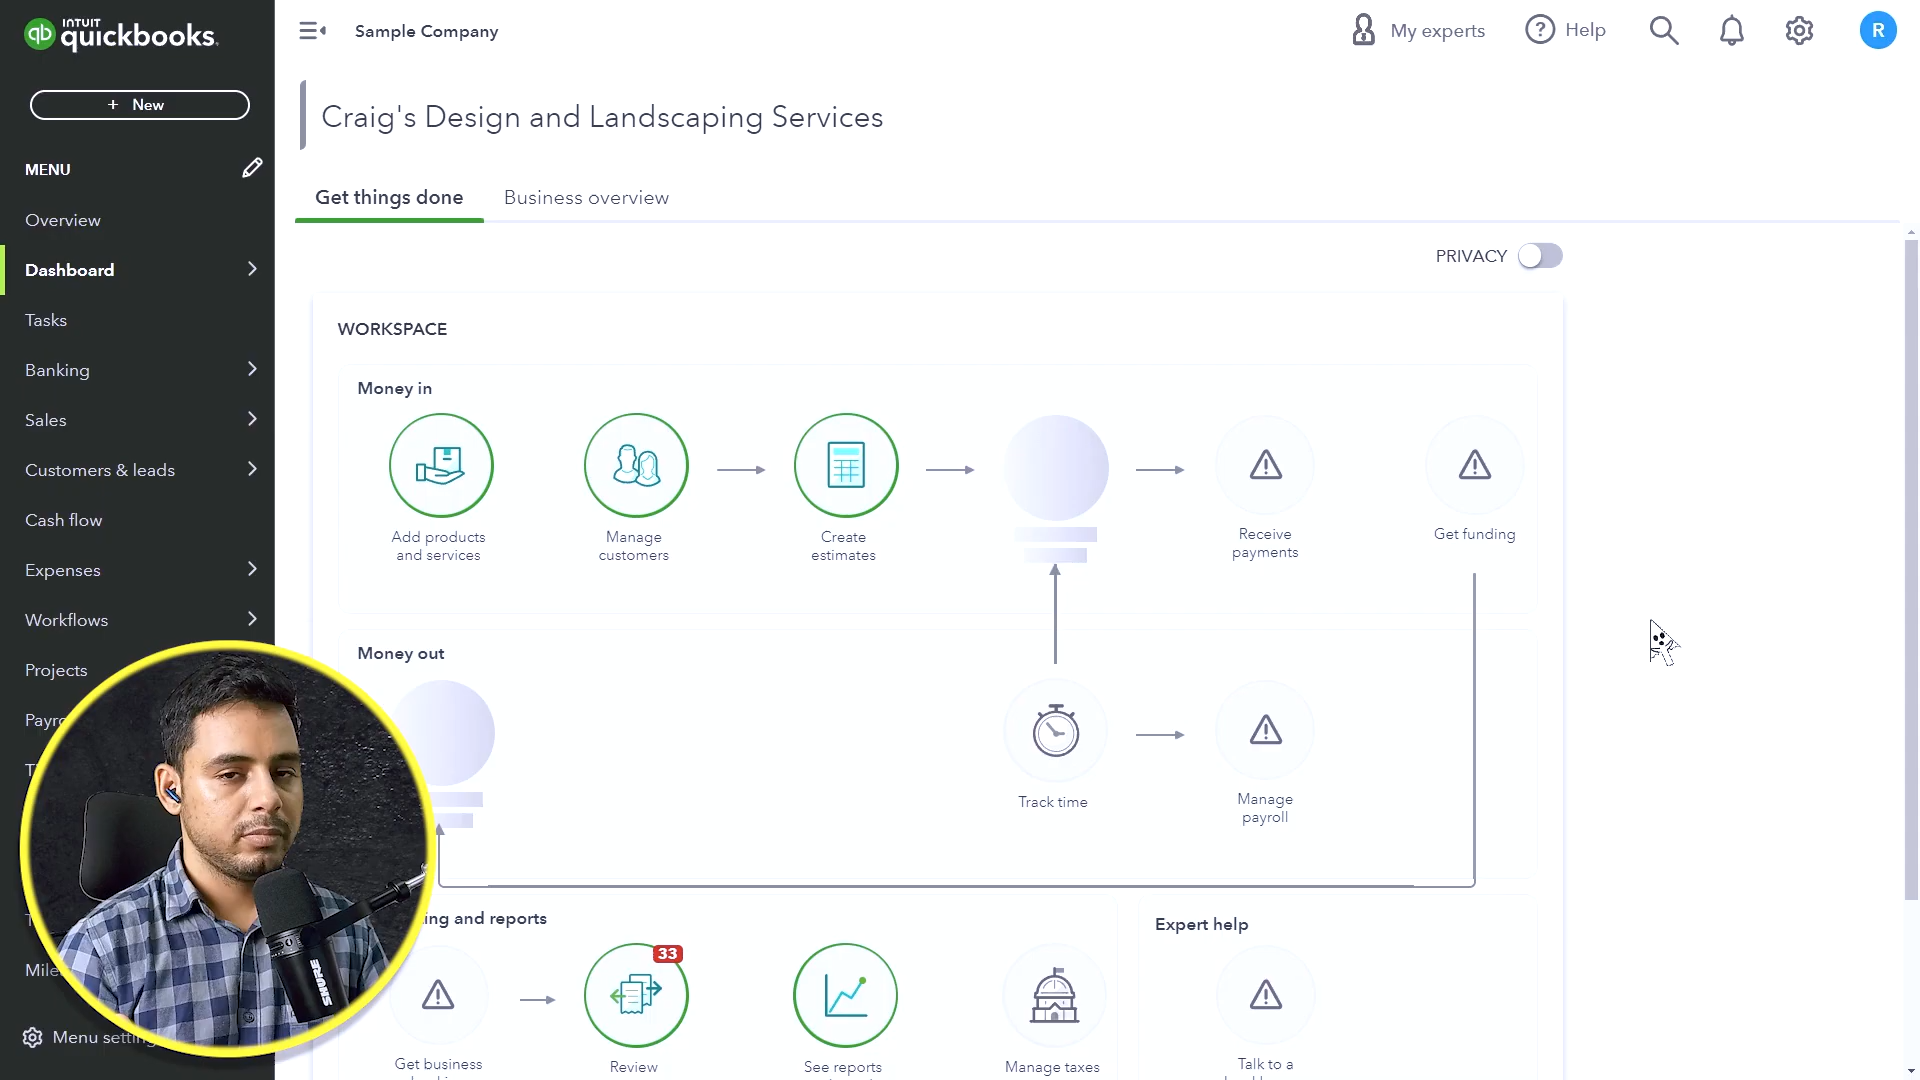 INTUIT
qb quickbooks.
Sample Company
My experts
Help
R
+ New
Craig's Design and Landscaping Services
MENU
Get things done
Business overview
Overview
PRIVACY
Dashboard
Tasks
WORKSPACE
Banking
Money in
Sales
Customers & leads
Cash flow
Add products
and services
Manage
customers
Create
estimates
Receive
payments
Get funding
Expenses
Workflows
Money out
Projects
Track time
Manage
payroll
ing and reports
Expert help
33
SHURE
Menu
Get business
Review
See reports
Manage taxes
Talk to a